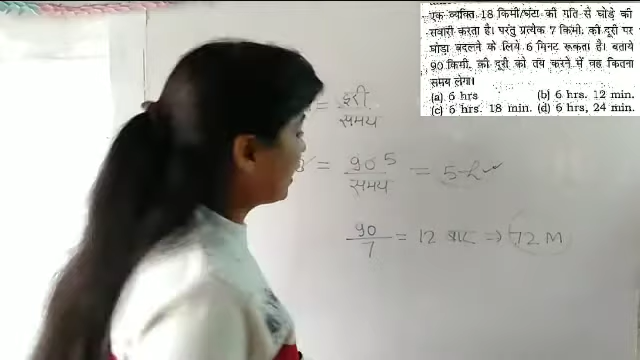 एक व्यक्ति 18 किमी/घंटा की गति से घोड़े की
सवारी करता है। परंतु प्रत्येक 7 किमी. की दूरी पर
घोड़ा बदलने के लिये 6 मिनट रूकता है। बताये
90 किमी. की दूरी को तय करने में वह कितना
समय लेगा।
(a) 6 hrs (b) 6 hrs. 12 min.
(c) 6 hrs. 18 min. (d) 6 hrs, 24 min.
= दूरी / समय
= 90 5 / समय = 5
90 / 7 = 12 बार ⇒ 72 M